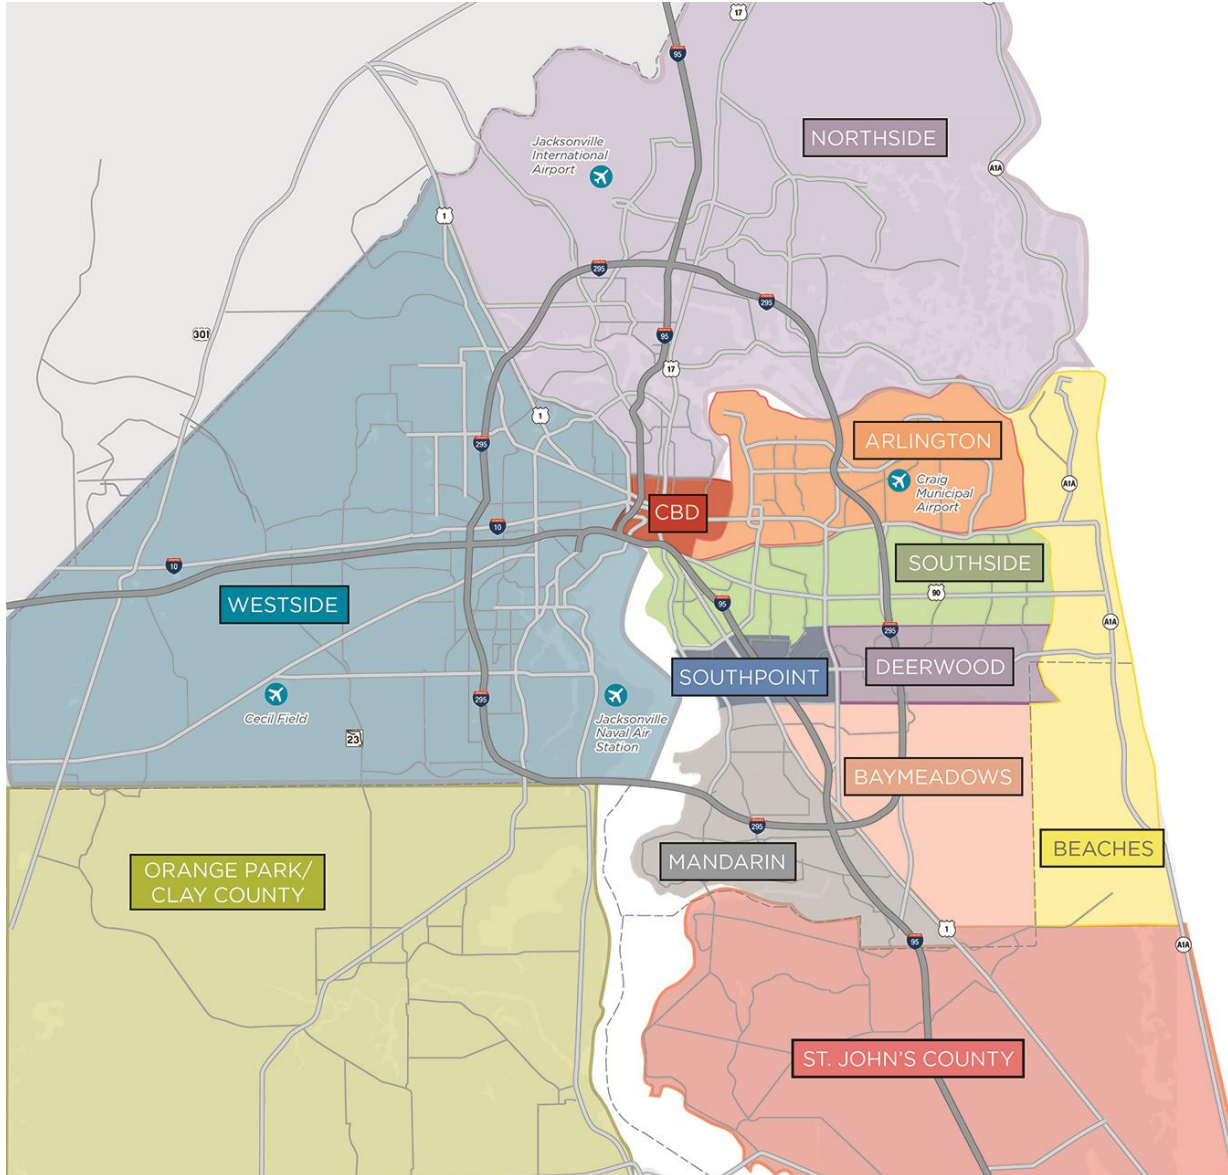 17
95
NORTHSIDE
Jacksonville
International
Airport
A1A
1
295
295
301
95
17
1
ARLINGTON
295
Craig
Municipal
Airport
A1A
CBD
10
10
SOUTHSIDE
90
WESTSIDE
95
A1A
295
DEERWOOD
SOUTHPOINT
Cecil Field
295
Jacksonville
Naval Air
Station
23
BAYMEADOWS
295
BEACHES
MANDARIN
ORANGE PARK/
CLAY COUNTY
1
95
A1A
ST. JOHN'S COUNTY